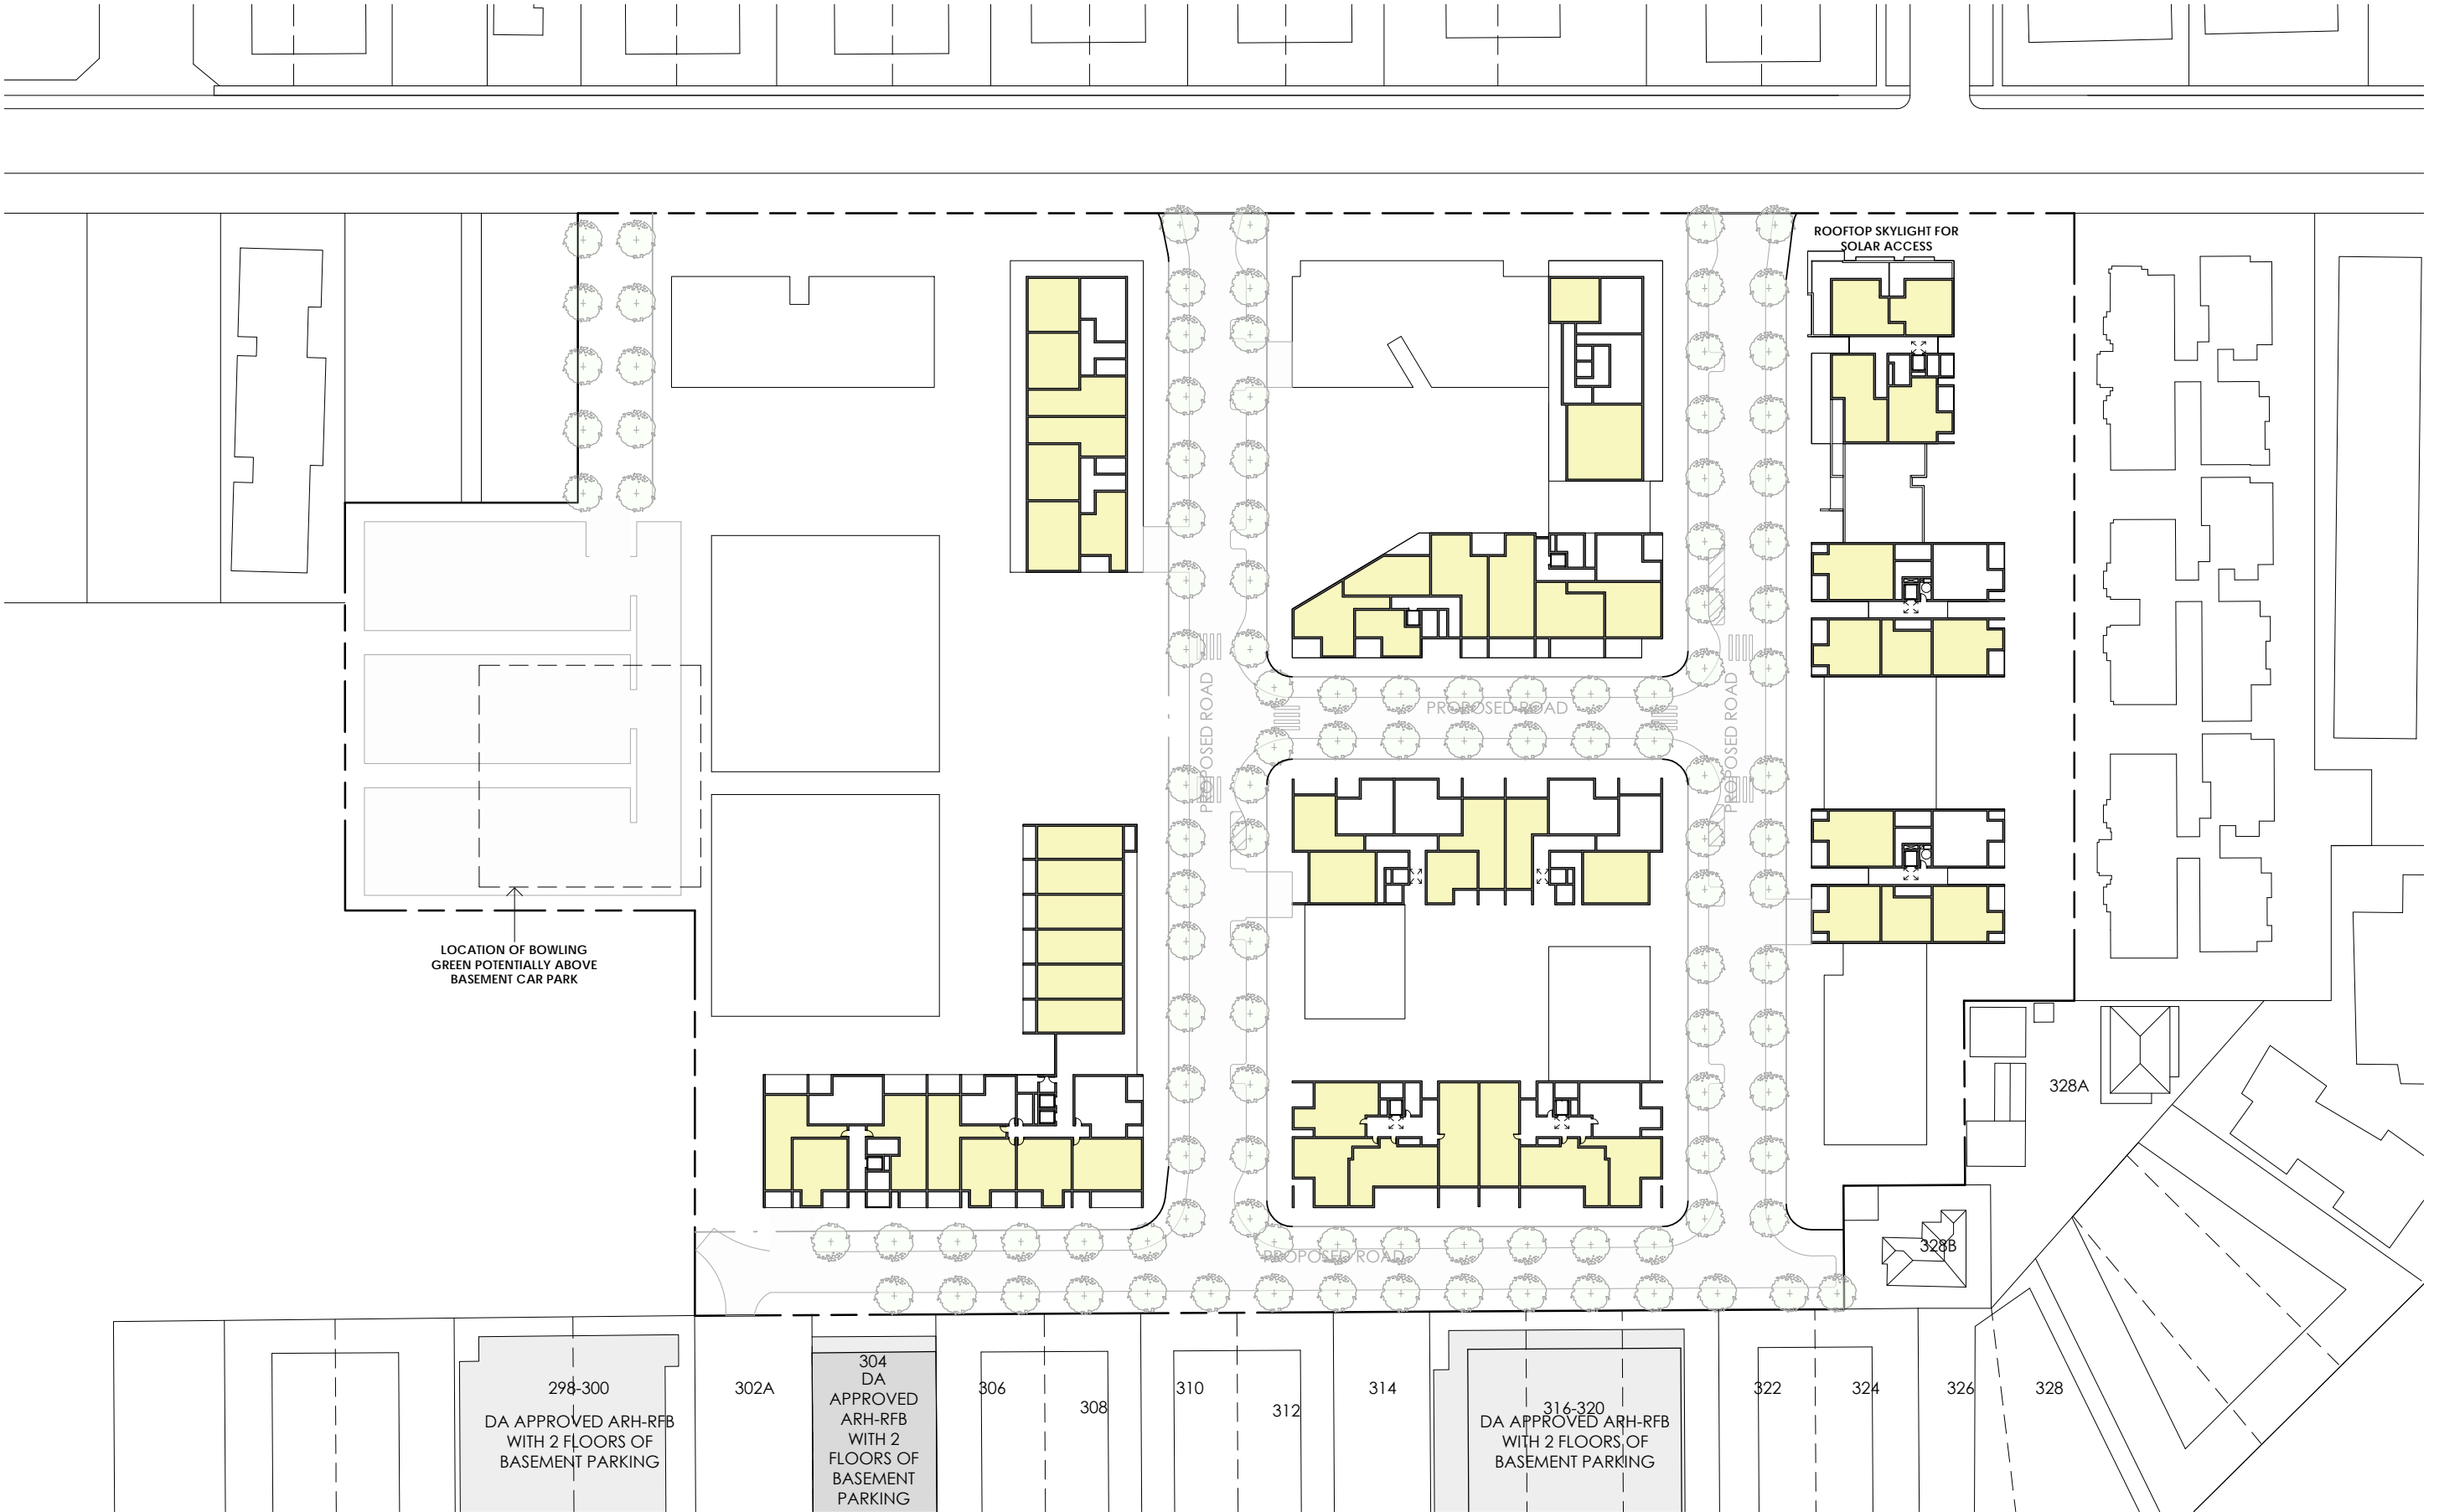 ROOFTOP SKYLIGHT FOR
SOLAR ACCESS
PROPOSED ROAD
PROPOSED ROAD
PROPOSED ROAD
LOCATION OF BOWLING
GREEN POTENTIALLY ABOVE
BASEMENT CAR PARK
328A
328B
PROPOSED ROAD
298-300
DA APPROVED ARH-RFB
WITH 2 FLOORS OF
BASEMENT PARKING
302A
304
DA
APPROVED
ARH-RFB
WITH 2
FLOORS OF
BASEMENT
PARKING
306
308
310
312
314
316-320
DA APPROVED ARH-RFB
WITH 2 FLOORS OF
BASEMENT PARKING
322
324
326
328